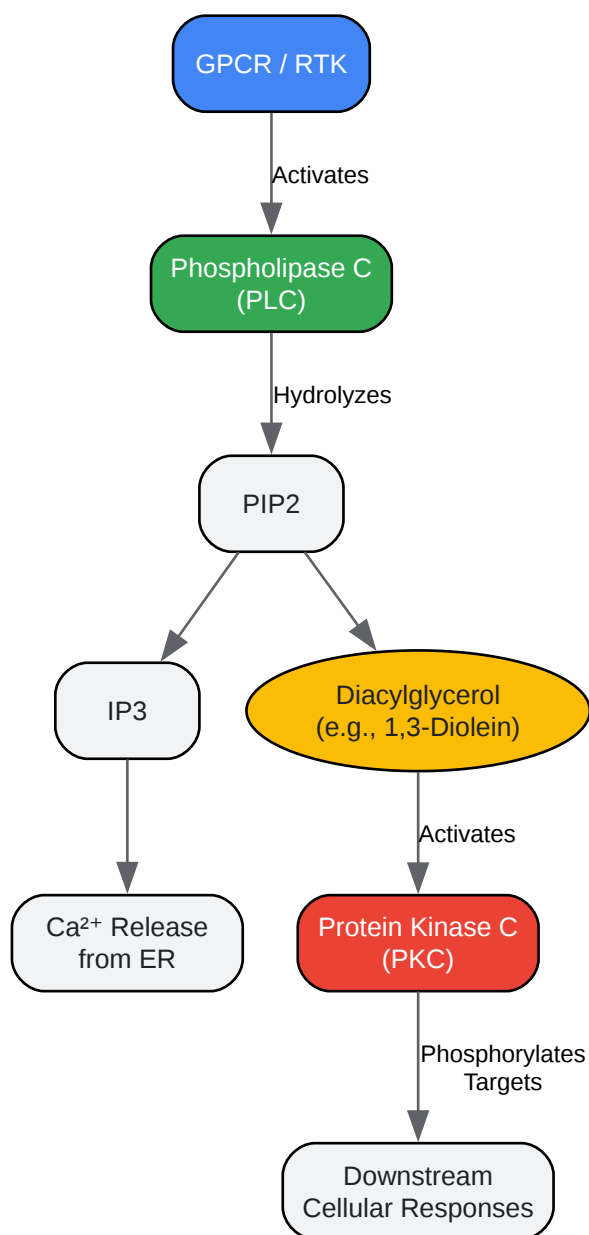 GPCR / RTK
Activates
Phospholipase C
(PLC)
Hydrolyzes
PIP2
IP3
Diacylglycerol
(e.g., 1,3-Diolein)
Activates
Ca²⁺ Release
from ER
Protein Kinase C
(PKC)
Phosphorylates
Targets
Downstream
Cellular Responses